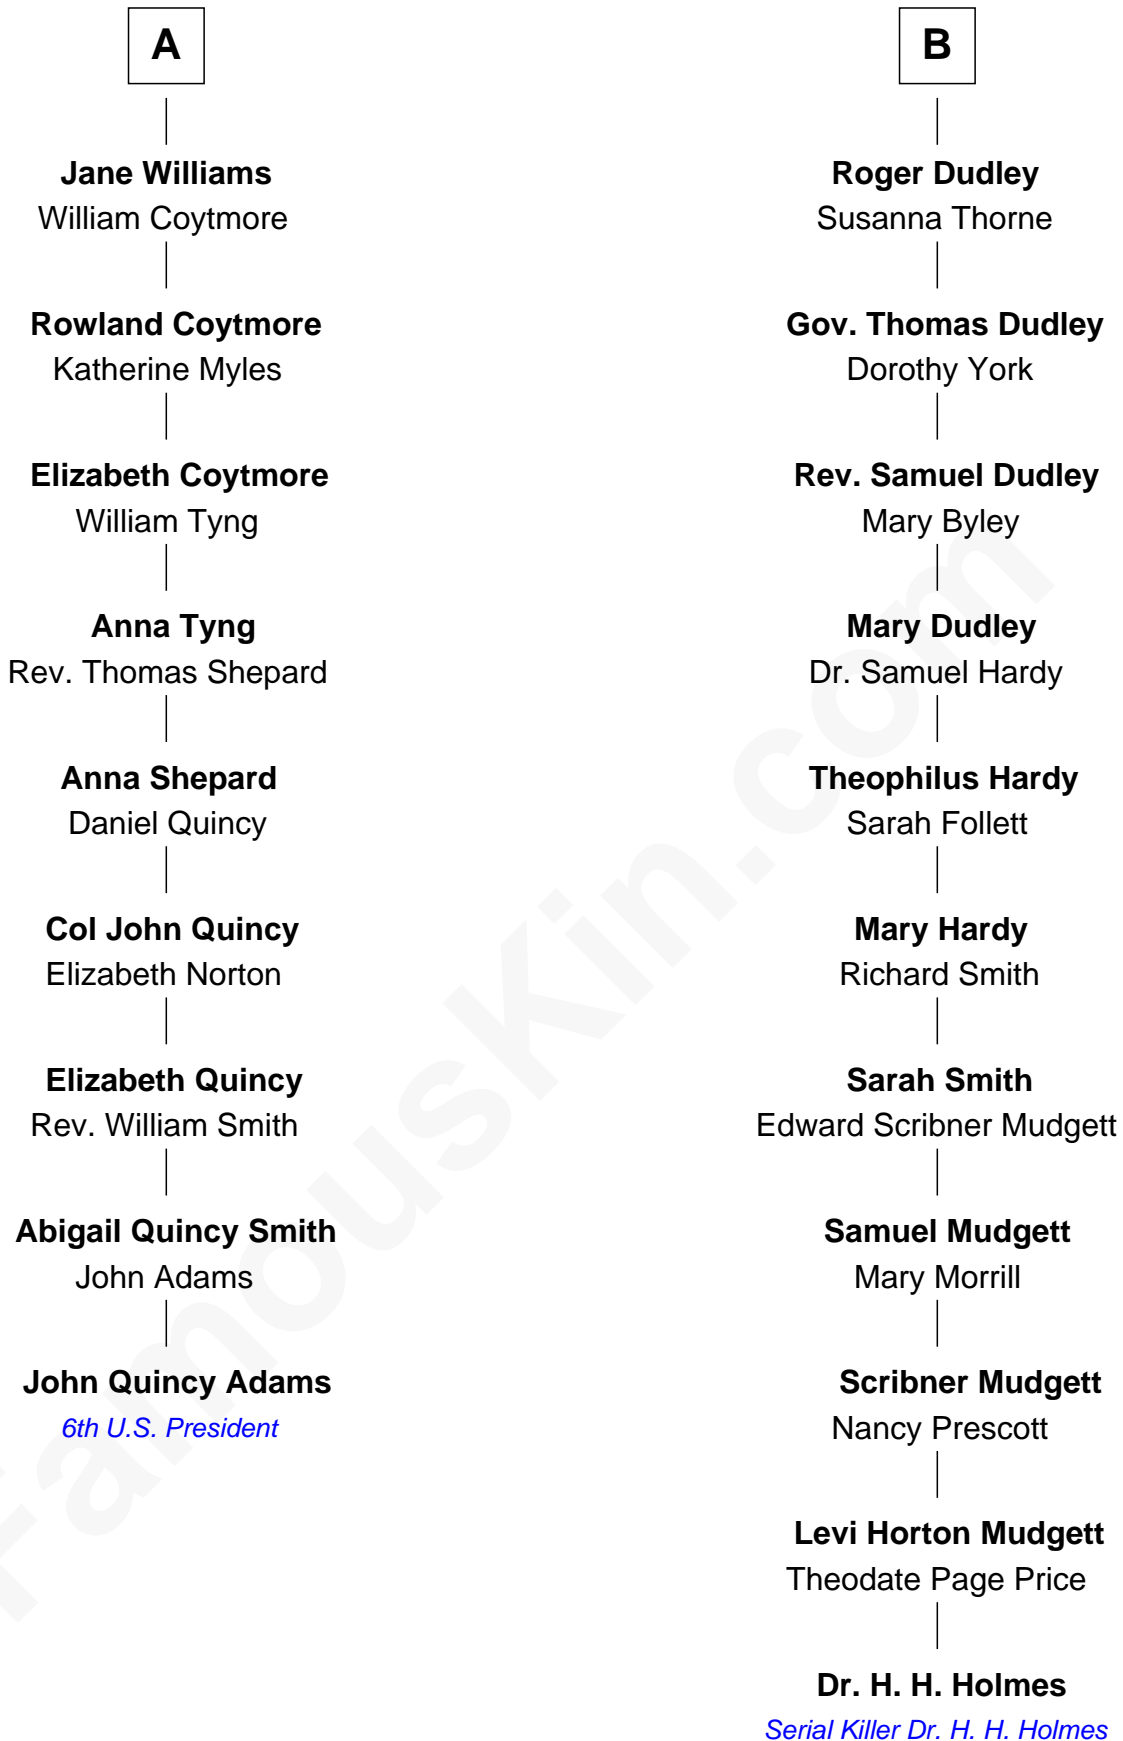 A
Jane Williams
William Coytmore
Rowland Coytmore
Katherine Myles
Elizabeth Coytmore
William Tyng
Anna Tyng
Rev. Thomas Shepard
Anna Shepard
Daniel Quincy
Col John Quincy
Elizabeth Norton
Elizabeth Quincy
Rev. William Smith
Abigail Quincy Smith
John Adams
John Quincy Adams
6th U.S. President
B
Roger Dudley
Susanna Thorne
Gov. Thomas Dudley
Dorothy York
Rev. Samuel Dudley
Mary Byley
Mary Dudley
Dr. Samuel Hardy
Theophilus Hardy
Sarah Follett
Mary Hardy
Richard Smith
Sarah Smith
Edward Scribner Mudgett
Samuel Mudgett
Mary Morrill
Scribner Mudgett
Nancy Prescott
Levi Horton Mudgett
Theodate Page Price
Dr. H. H. Holmes
Serial Killer Dr. H. H. Holmes
FamousKin.com